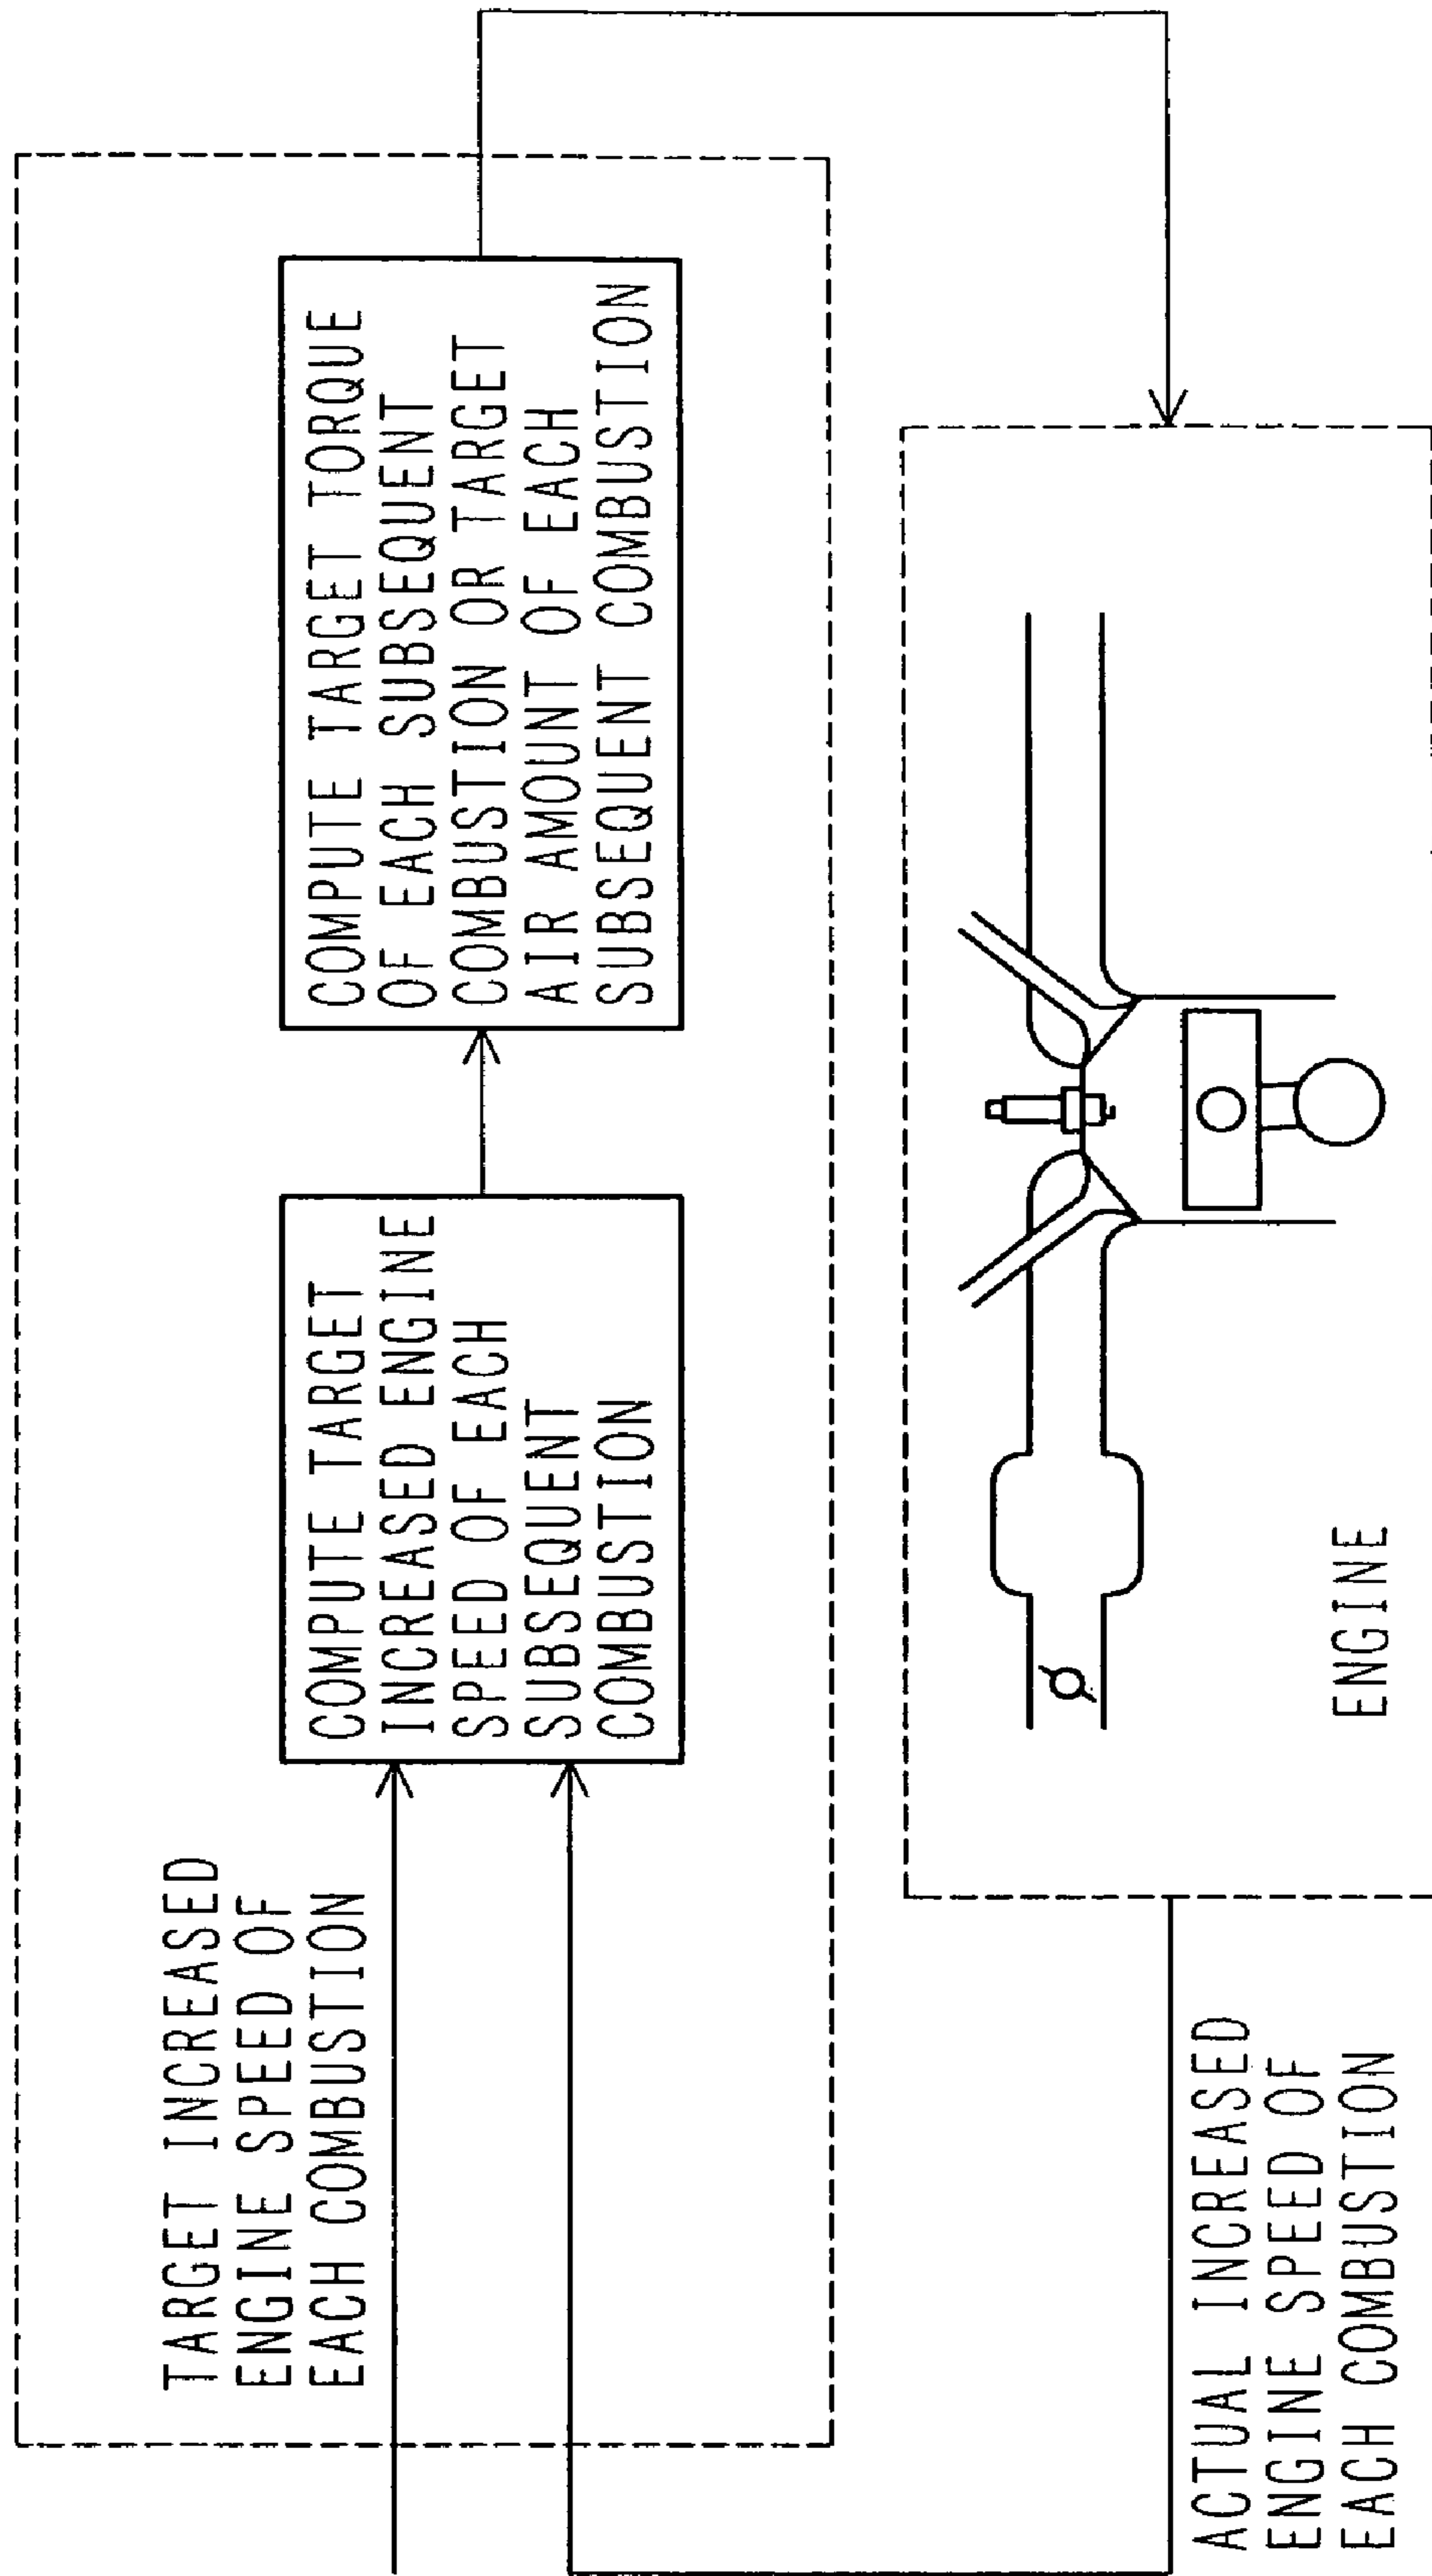 TARGET INCREASED
ENGINE SPEED OF
EACH COMBUSTION
COMPUTE TARGET
INCREASED ENGINE
SPEED OF EACH
SUBSEQUENT
COMBUSTION
COMPUTE TARGET TORQUE
OF EACH SUBSEQUENT
COMBUSTION OR TARGET
AIR AMOUNT OF EACH
SUBSEQUENT COMBUSTION
ACTUAL INCREASED
ENGINE SPEED OF
EACH COMBUSTION
ENGINE